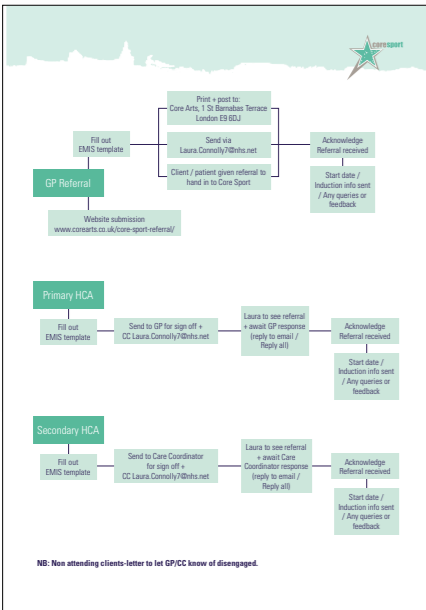 coresport
Print + post to:
Core Arts, 1 St Barnabas Terrace
London E9 6DJ
Fill out
EMIS template
Send via
Laura.Connolly7@nhs.net
Acknowledge
Referral received
Client / patient given referral to
hand in to Core Sport
Start date /
Induction info sent
/ Any queries or
feedback
GP Referral
Website submission
www.corearts.co.uk/core-sport-referral/
Primary HCA
Fill out
EMIS template
Send to GP for sign off +
CC Laura.Connolly7@nhs.net
Laura to see referral
+ await GP response
(reply to email /
Reply all)
Acknowledge
Referral received
Start date /
Induction info sent
/ Any queries or
feedback
Secondary HCA
Fill out
EMIS template
Send to Care Coordinator
for sign off +
CC Laura.Connolly7@nhs.net
Laura to see referral
+ await Care
Coordinator response
(reply to email /
Reply all)
Acknowledge
Referral received
Start date /
Induction info sent
/ Any queries or
feedback
NB: Non attending clients-letter to let GP/CC know of disengaged.